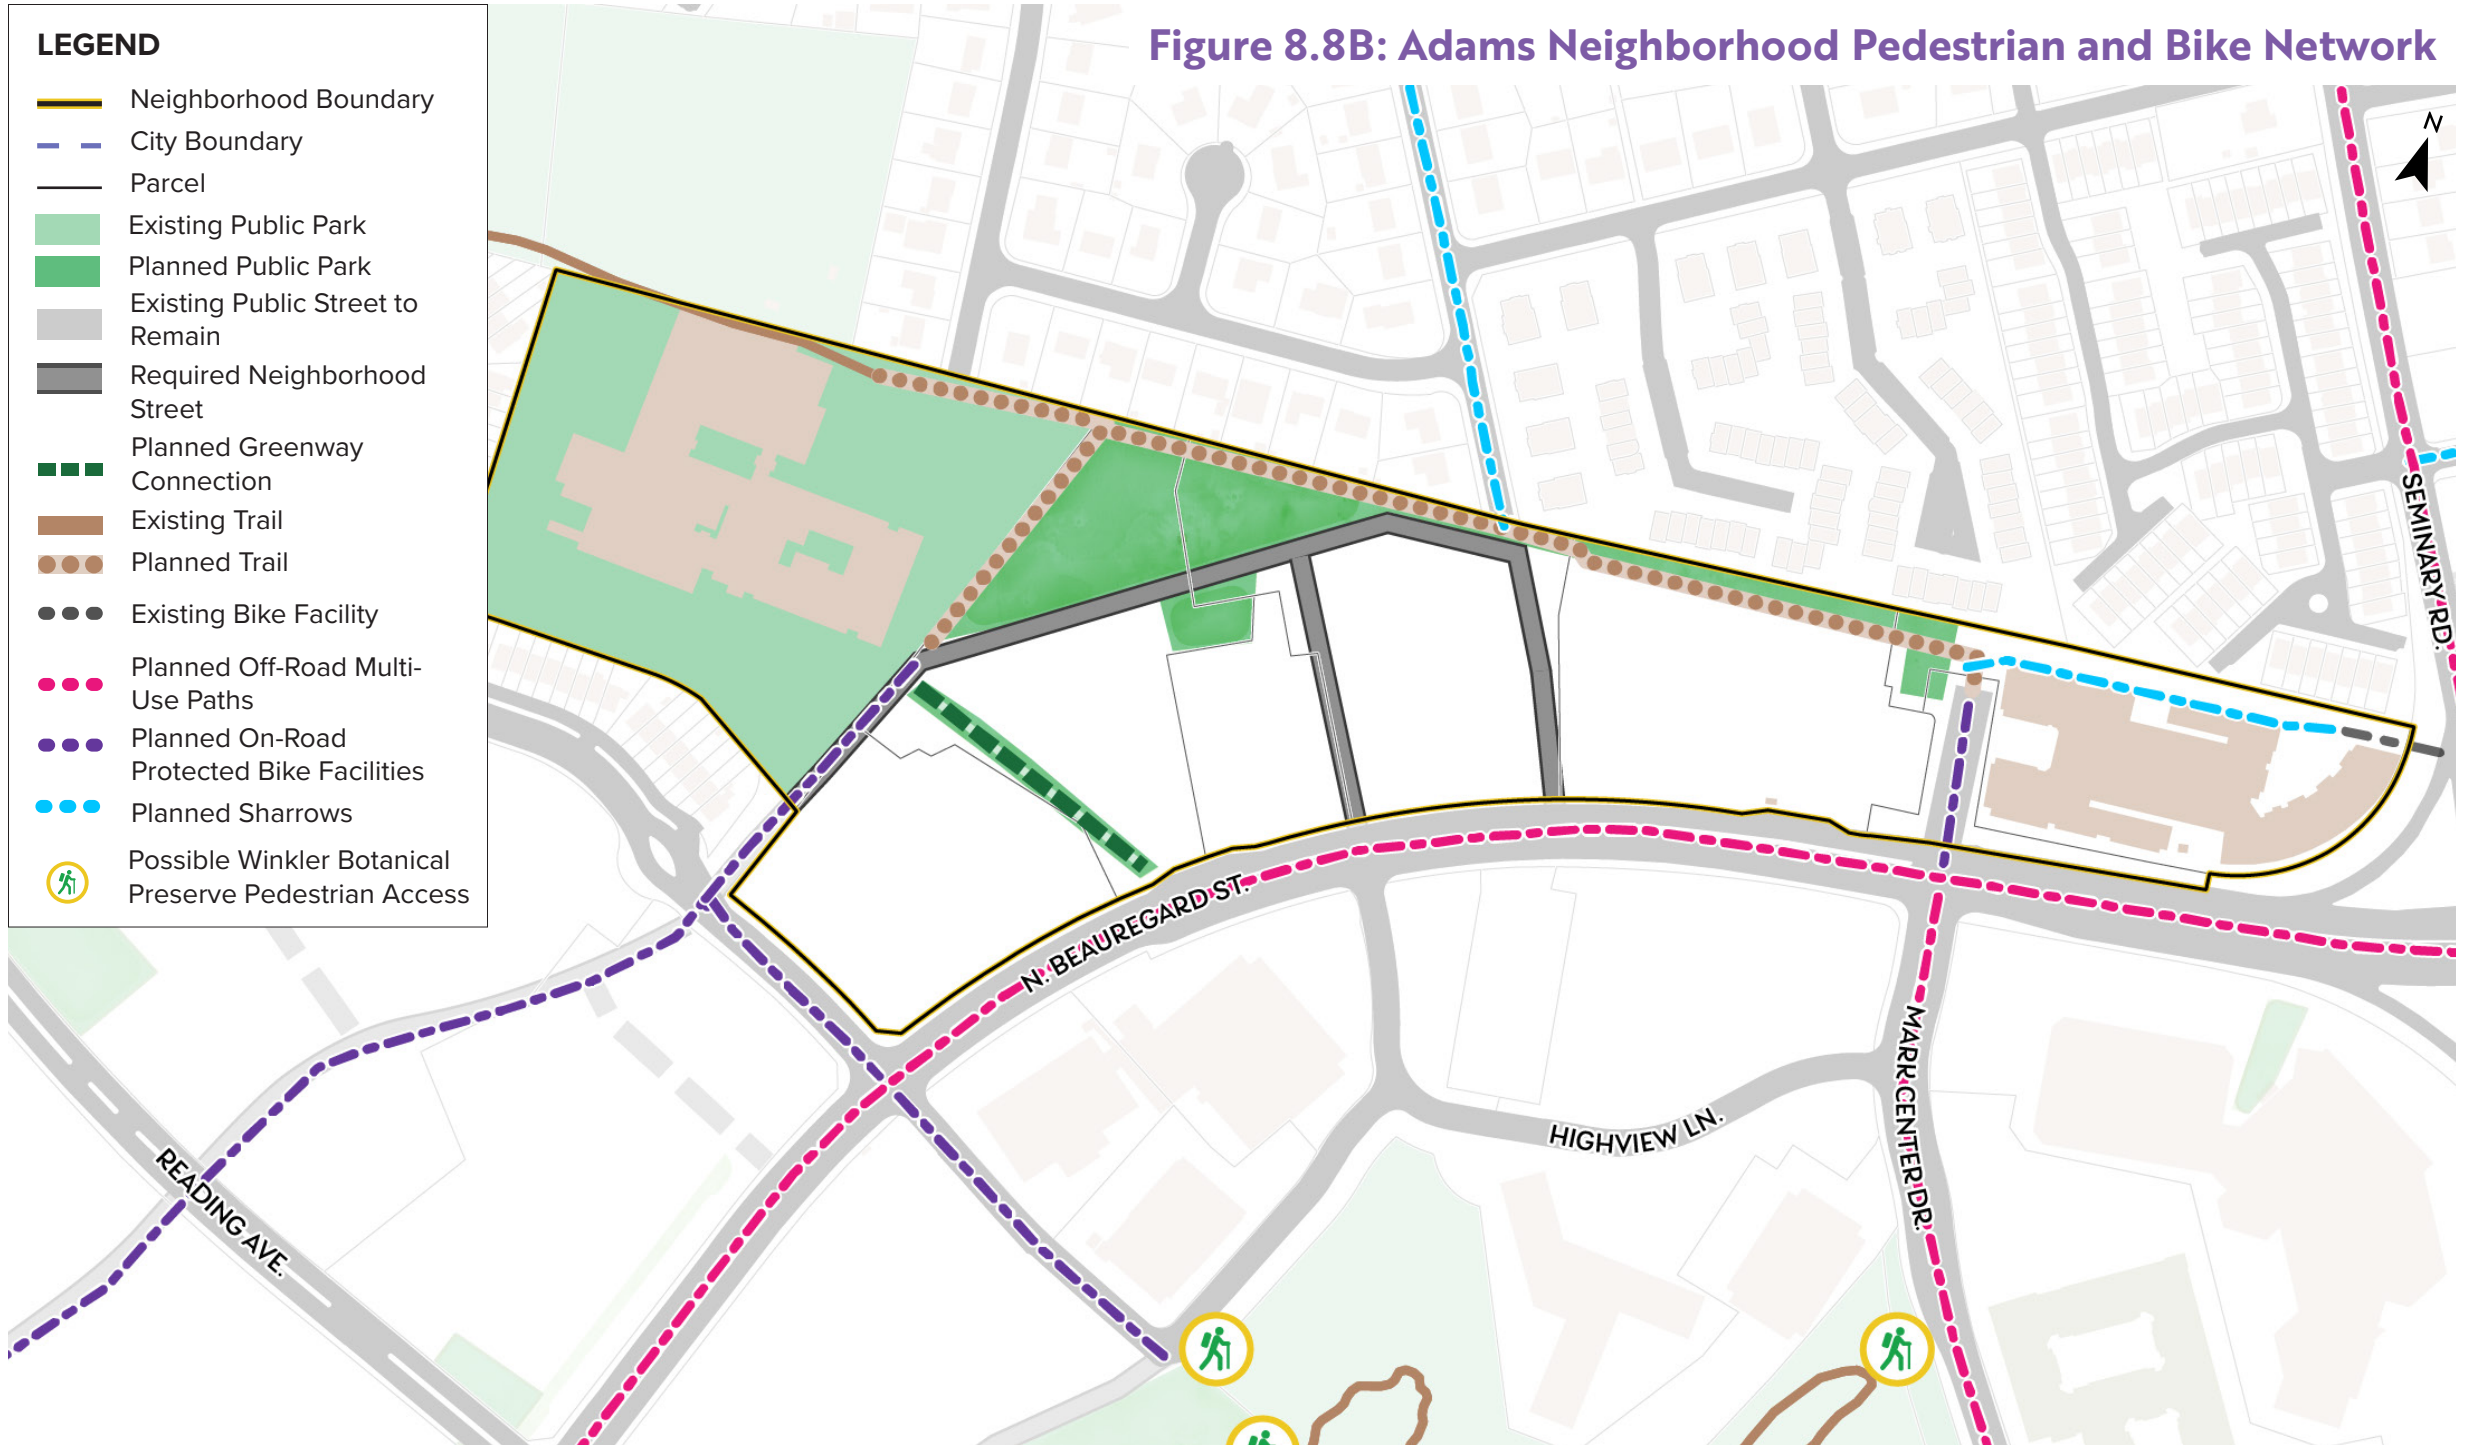 Figure 8.8B: Adams Neighborhood Pedestrian and Bike Network
LEGEND
Neighborhood Boundary
City Boundary
Parcel
Existing Public Park
Planned Public Park
Existing Public Street to
Remain
Required Neighborhood
Street
Planned Greenway
Connection
Existing Trail
Planned Trail
Existing Bike Facility
Planned Off-Road Multi-
Use Paths
Planned On-Road
Protected Bike Facilities
Planned Sharrows
Possible Winkler Botanical
Preserve Pedestrian Access
N
SEMINARY RD.
N. BEAUREGARD ST.
MARK CENTER DR.
HIGHVIEW LN.
READING AVE.